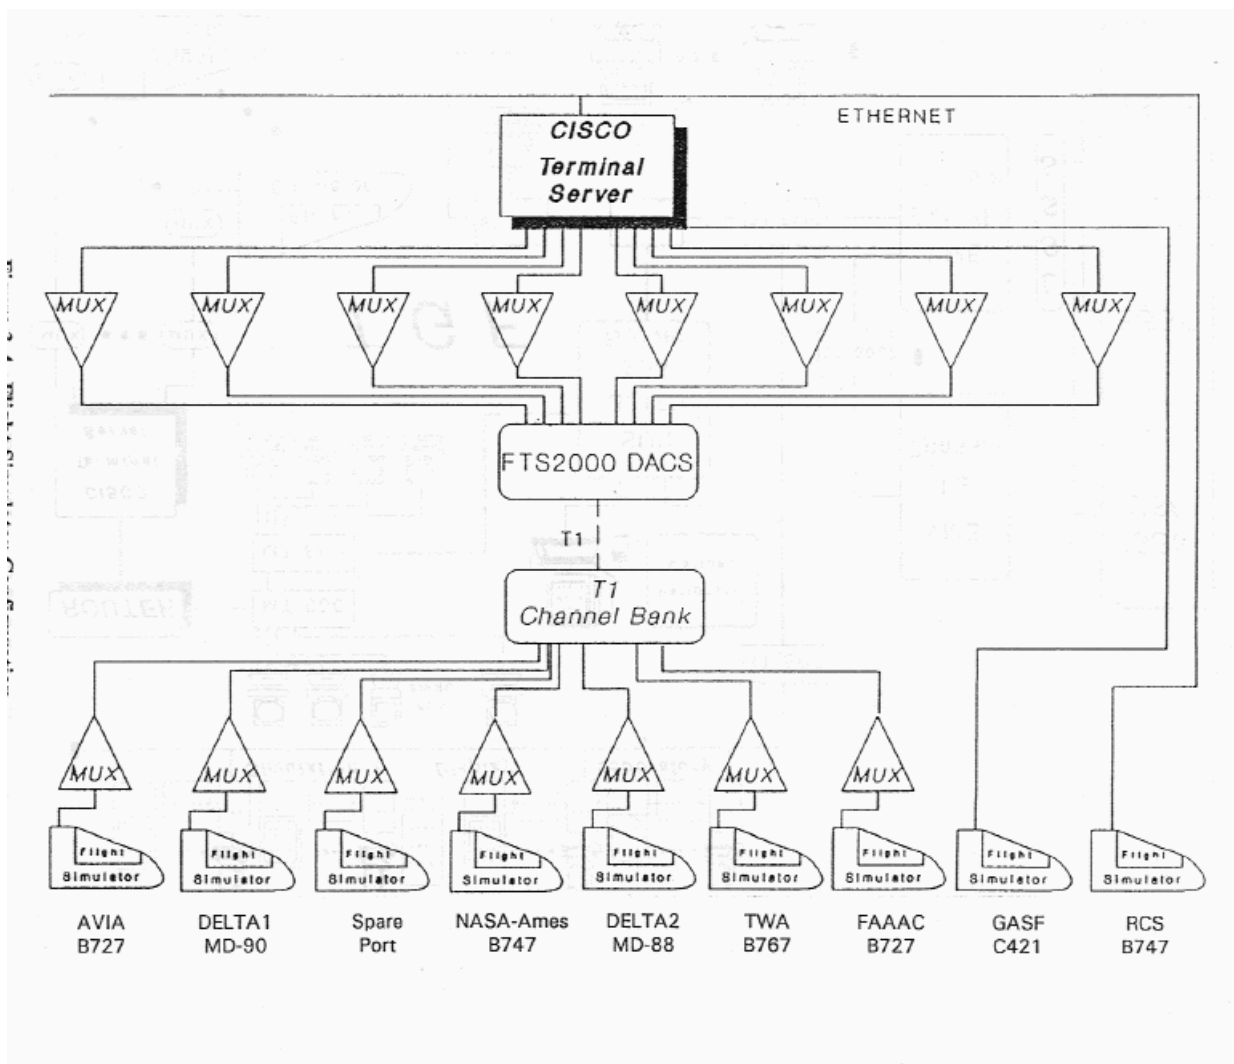 ETHERNET
CISCO
Terminal
Server
MUX MUX MUX MUX MUX MUX MUX MUX
FTS2000 DACS
T1
T1
Channel Bank
MUX MUX MUX MUX MUX MUX MUX
Flight Flight Flight Flight Flight Flight Flight Flight Flight
Simulator Simulator Simulator Simulator Simulator Simulator Simulator Simulator Simulator
AVIA DELTA1 Spare NASA-Ames DELTA2 TWA FAAAC GASF RCS
B727 MD-90 Port B747 MD-88 B767 B727 C421 B747